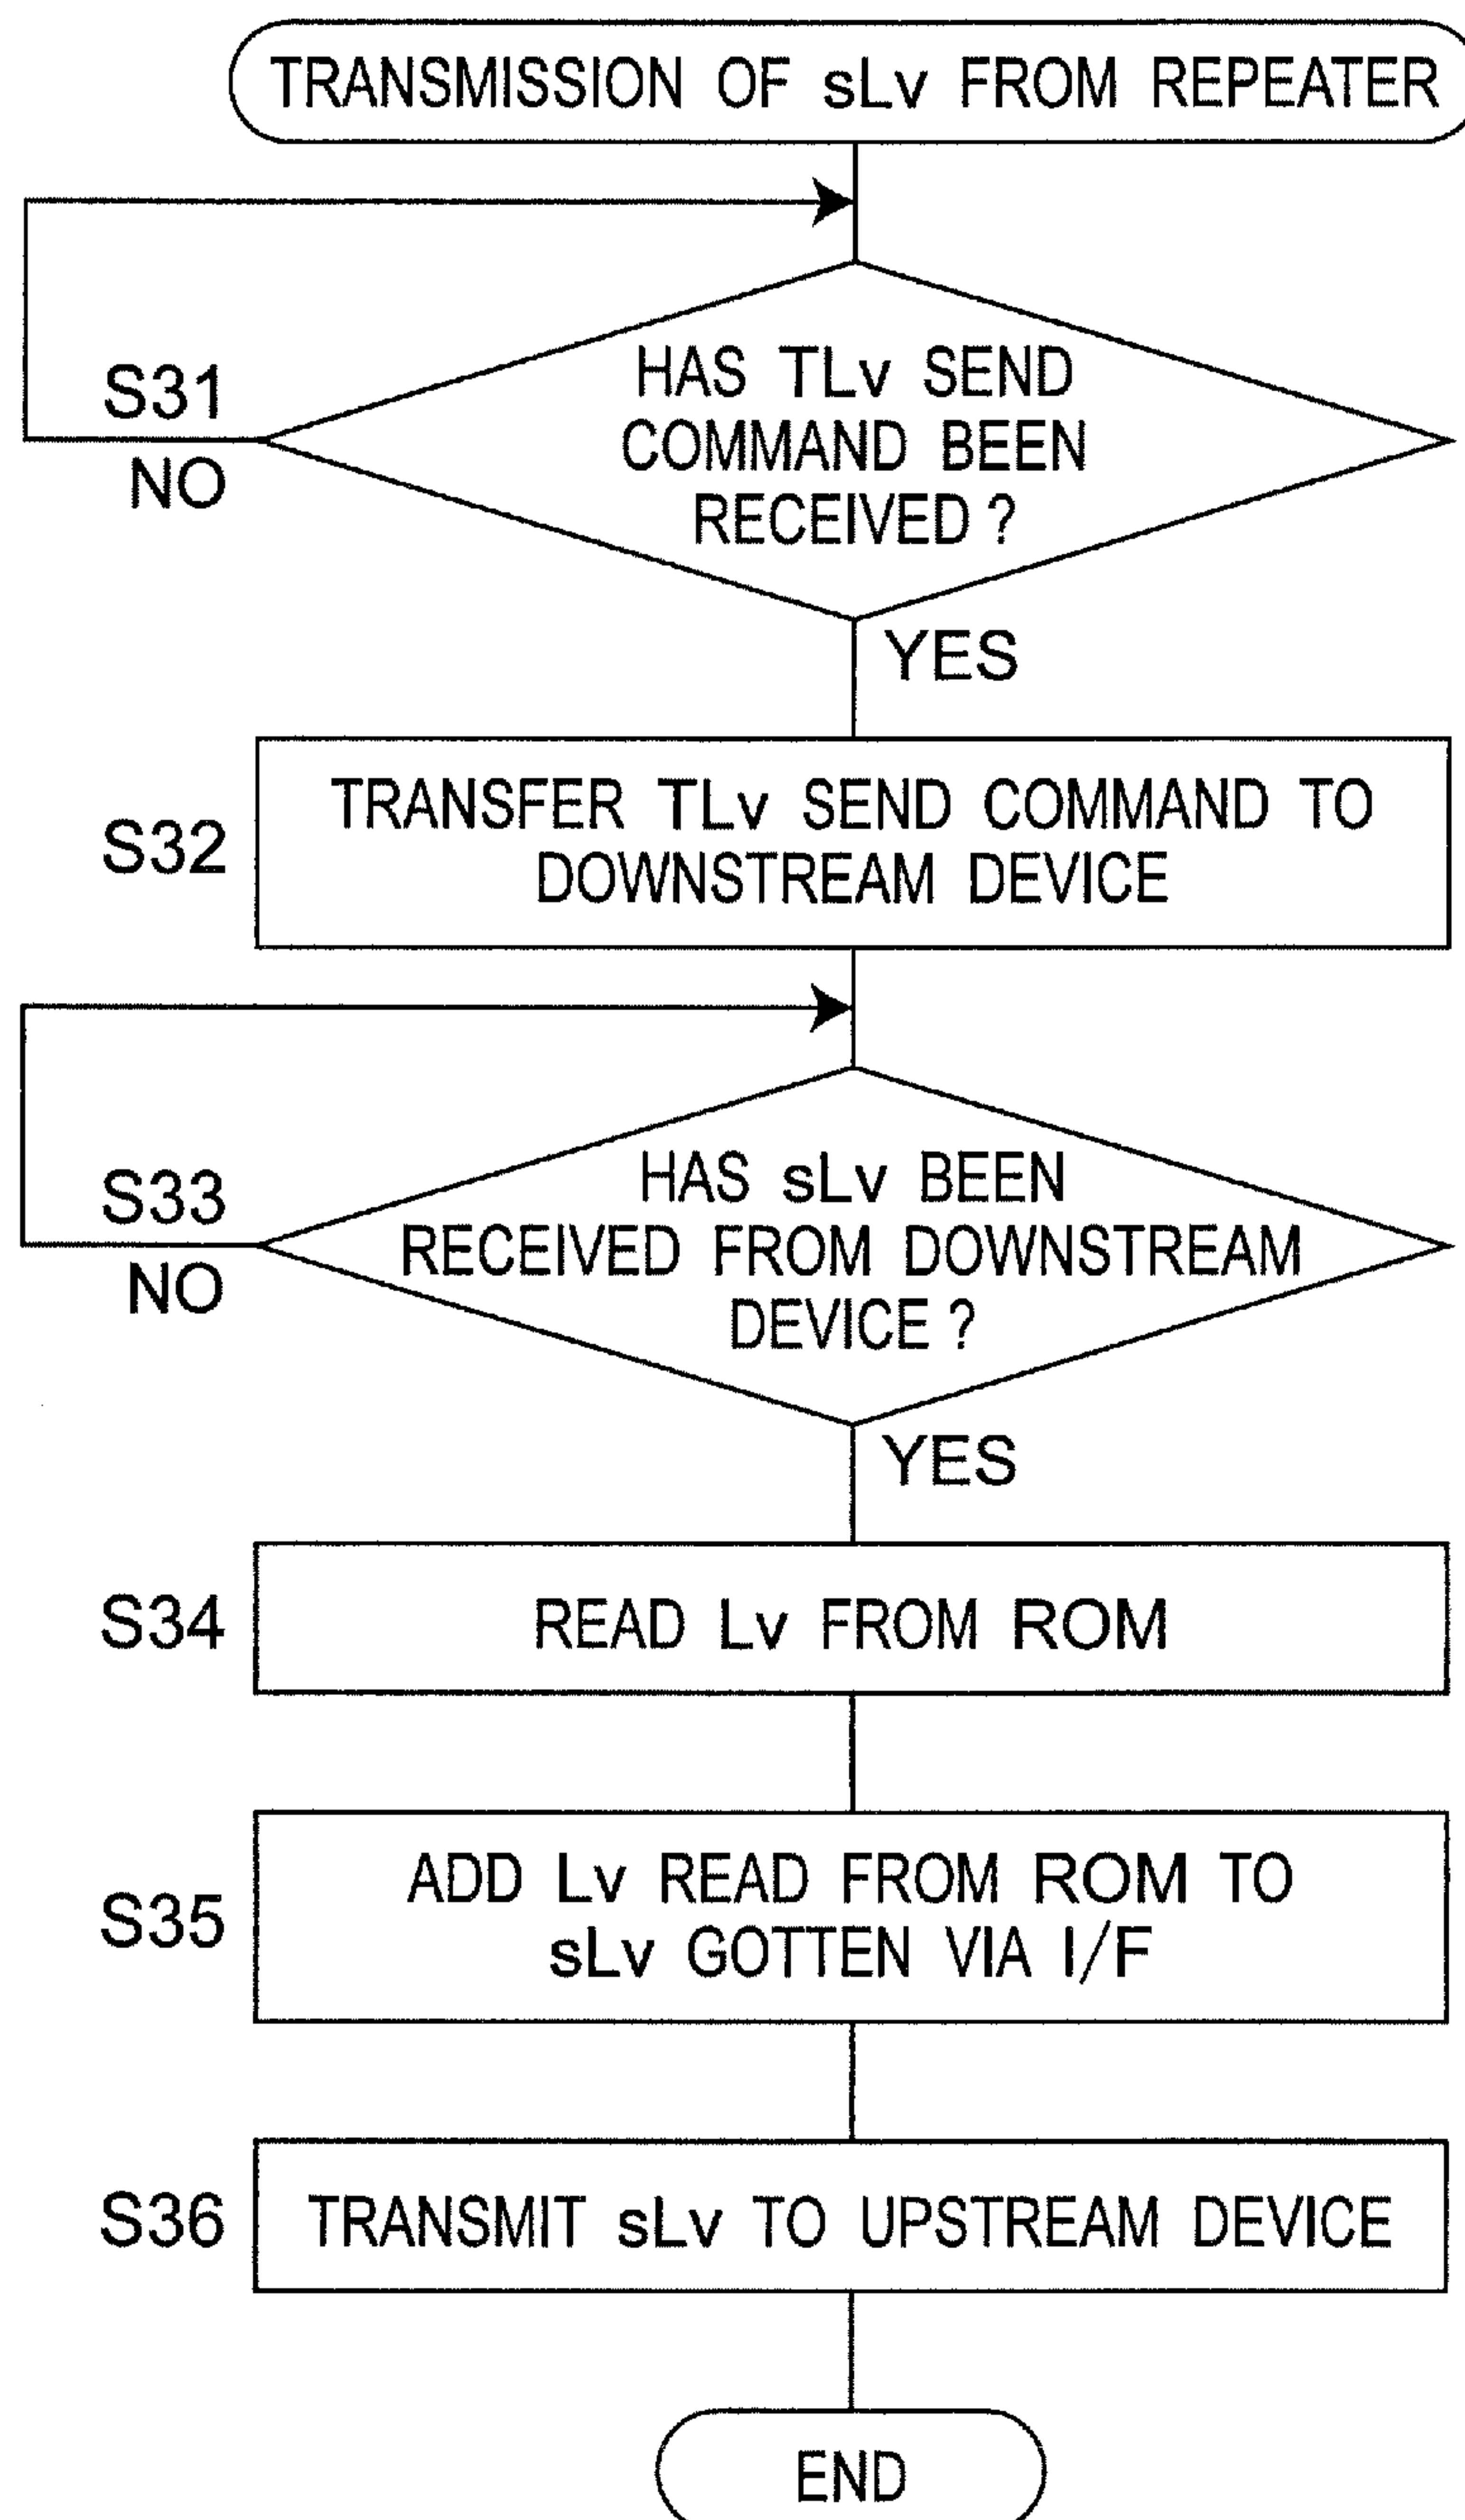 TRANSMISSION OF sLv FROM REPEATER
HAS TLv SEND
COMMAND BEEN
RECEIVED ?
S31
NO
YES
S32
TRANSFER TLv SEND COMMAND TO
DOWNSTREAM DEVICE
HAS sLv BEEN
RECEIVED FROM DOWNSTREAM
DEVICE ?
S33
NO
YES
S34
READ Lv FROM ROM
S35
ADD Lv READ FROM ROM TO
sLv GOTTEN VIA I/F
S36
TRANSMIT sLv TO UPSTREAM DEVICE
END